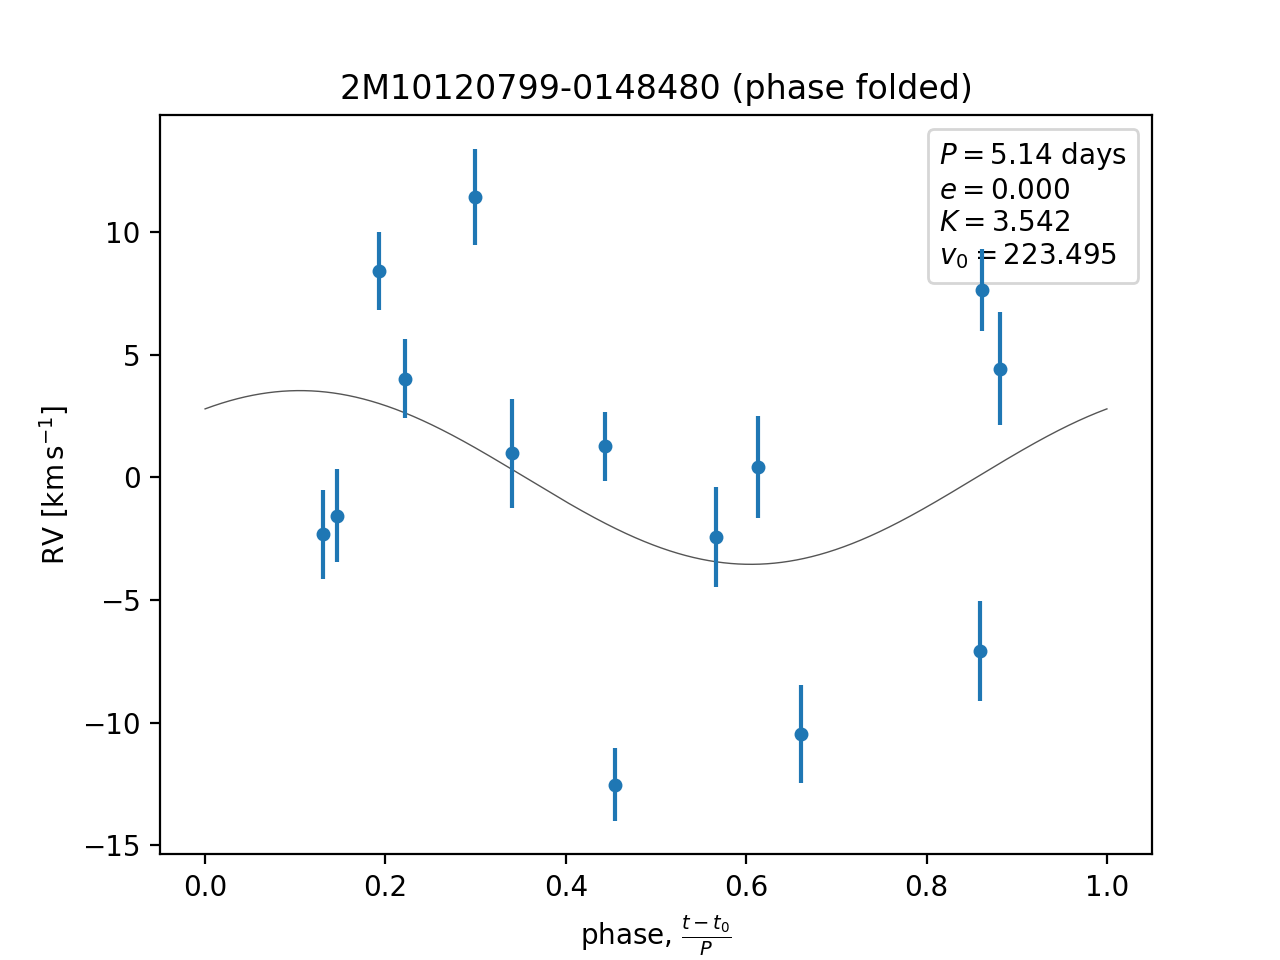 2M10120799-0148480 (phase folded)
P = 5.14 days
e = 0.000
K = 3.542
v₀ = 223.495
10
5
0
−5
−10
−15
RV [km s⁻¹]
0.0 0.2 0.4 0.6 0.8 1.0
phase, (t − t₀)/P